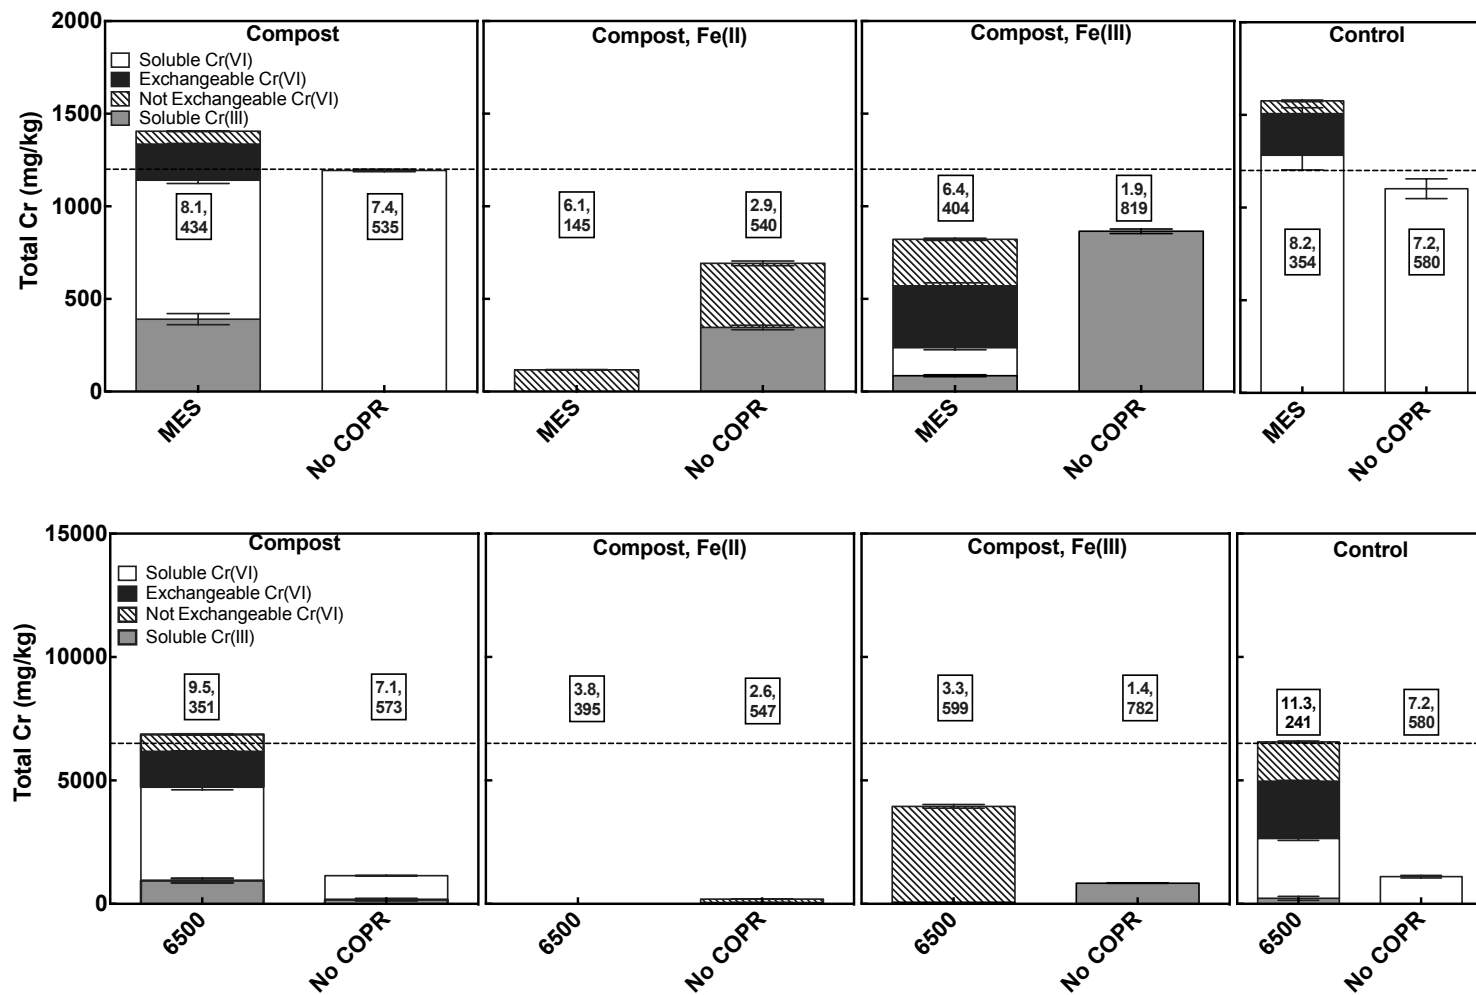 2000
1500
1000
500
0
Total Cr (mg/kg)
Compost
Soluble Cr(VI)
Exchangeable Cr(VI)
Not Exchangeable Cr(VI)
Soluble Cr(III)
8.1,
434
7.4,
535
MES
No COPR
Compost, Fe(II)
6.1,
145
2.9,
540
MES
No COPR
Compost, Fe(III)
6.4,
404
1.9,
819
MES
No COPR
Control
8.2,
354
7.2,
580
MES
No COPR
15000
10000
5000
0
Total Cr (mg/kg)
Compost
Soluble Cr(VI)
Exchangeable Cr(VI)
Not Exchangeable Cr(VI)
Soluble Cr(III)
9.5,
351
7.1,
573
6500
No COPR
Compost, Fe(II)
3.8,
395
2.6,
547
6500
No COPR
Compost, Fe(III)
3.3,
599
1.4,
782
6500
No COPR
Control
11.3,
241
7.2,
580
6500
No COPR